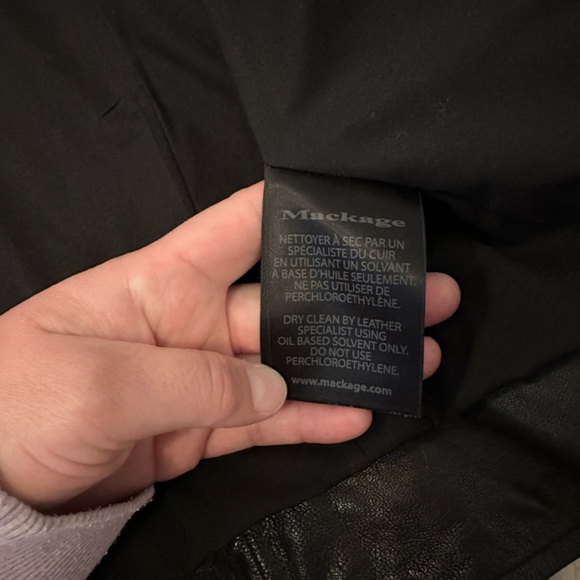 Mackage
NETTOYER À SEC PAR UN
SPÉCIALISTE DU CUIR
EN UTILISANT UN SOLVANT
À BASE D'HUILE SEULEMENT.
NE PAS UTILISER DE
PERCHLOROÉTHYLÈNE.
DRY CLEAN BY LEATHER
SPECIALIST USING
OIL BASED SOLVENT ONLY.
DO NOT USE
PERCHLOROETHYLENE.
www.mackage.com